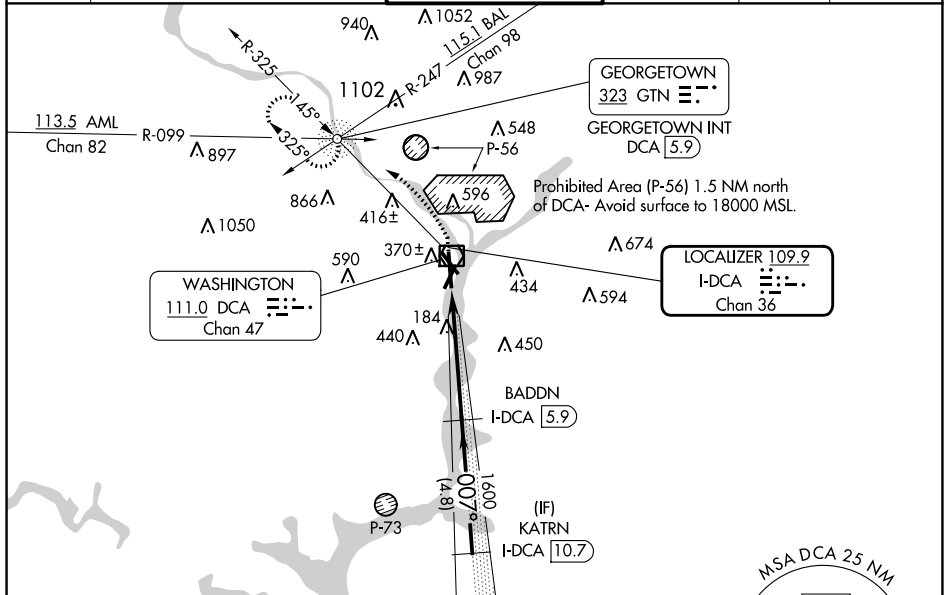 940
1052
115.1 BAL
Chan 98
R-247
R-325
987
1102
GEORGETOWN
323 GTN
145°
113.5 AML
Chan 82
R-099
325°
548
GEORGETOWN INT
DCA 5.9
P-56
897
866
416±
596
Prohibited Area (P-56) 1.5 NM north
of DCA- Avoid surface to 18000 MSL.
1050
370±
674
590
434
LOCALIZER 109.9
I-DCA
Chan 36
WASHINGTON
111.0 DCA
Chan 47
594
184
440
450
BADDN
I-DCA 5.9
007°
1600
(4.8)
P-73
(IF)
KATRN
I-DCA 10.7
MSA DCA 25 NM